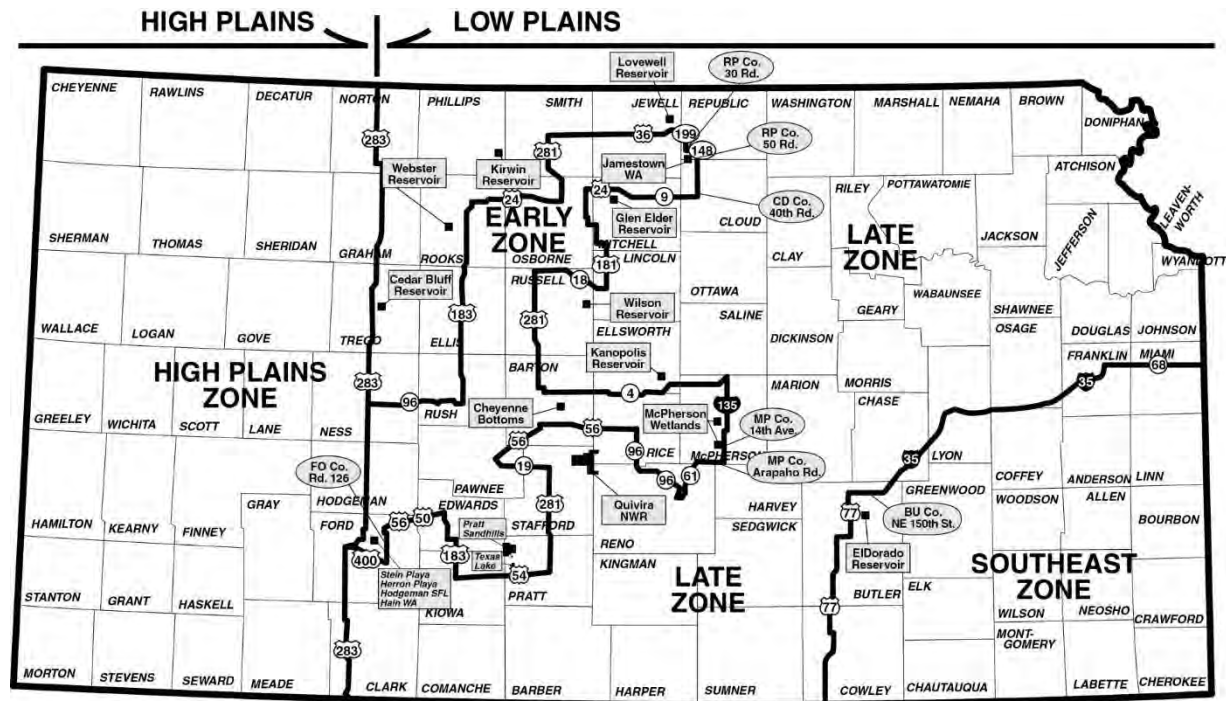 HIGH PLAINS
LOW PLAINS
Lovewell
Reservoir
RP Co.
30 Rd.
CHEYENNE
RAWLINS
DECATUR
NORTON
PHILLIPS
SMITH
JEWELL
REPUBLIC
WASHINGTON
MARSHALL
NEMAHA
BROWN
DONIPHAN
283
36
199
148
RP Co.
50 Rd.
281
Webster
Reservoir
Kirwin
Reservoir
Jamestown
WA
ATCHISON
24
24
9
RILEY
POTTAWATOMIE
LEAVEN-
WORTH
EARLY
ZONE
Glen Elder
Reservoir
CD Co.
40th Rd.
CLOUD
JACKSON
JEFFERSON
SHERMAN
THOMAS
SHERIDAN
GRAHAM
ROOKS
OSBORNE
MITCHELL
LINCOLN
CLAY
LATE
ZONE
WYANDOTT
Cedar Bluff
Reservoir
RUSSELL
18
181
OTTAWA
WABAUNSEE
183
281
Wilson
Reservoir
SALINE
GEARY
SHAWNEE
WALLACE
LOGAN
GOVE
TREGO
ELLIS
ELLSWORTH
DICKINSON
OSAGE
DOUGLAS
JOHNSON
HIGH PLAINS
ZONE
283
BARTON
Kanopolis
Reservoir
FRANKLIN
MIAMI
68
35
96
4
135
MARION
MORRIS
CHASE
GREELEY
WICHITA
SCOTT
LANE
NESS
RUSH
Cheyenne
Bottoms
56
56
McPherson
Wetlands
MP Co.
14th Ave.
96
RICE
McPHERSON
35
LYON
FO Co.
Rd. 126
19
96
61
MP Co.
Arapaho Rd.
COFFEY
ANDERSON
LINN
HODGEMAN
PAWNEE
GRAY
EDWARDS
281
Quivira
NWR
HARVEY
GREENWOOD
WOODSON
ALLEN
HAMILTON
KEARNY
FINNEY
FORD
56
50
Pratt
Sandhills
STAFFORD
RENO
SEDGWICK
77
BU Co.
NE 150th St.
BOURBON
400
183
Texas
Lake
54
KINGMAN
ElDorado
Reservoir
SOUTHEAST
ZONE
Stein Playa
Herron Playa
Hodgeman SFL
Hain WA
PRATT
LATE
ZONE
BUTLER
ELK
STANTON
GRANT
HASKELL
KIOWA
77
WILSON
NEOSHO
CRAWFORD
MONT-
GOMERY
283
MORTON
STEVENS
SEWARD
MEADE
CLARK
COMANCHE
BARBER
HARPER
SUMNER
COWLEY
CHAUTAUQUA
LABETTE
CHEROKEE